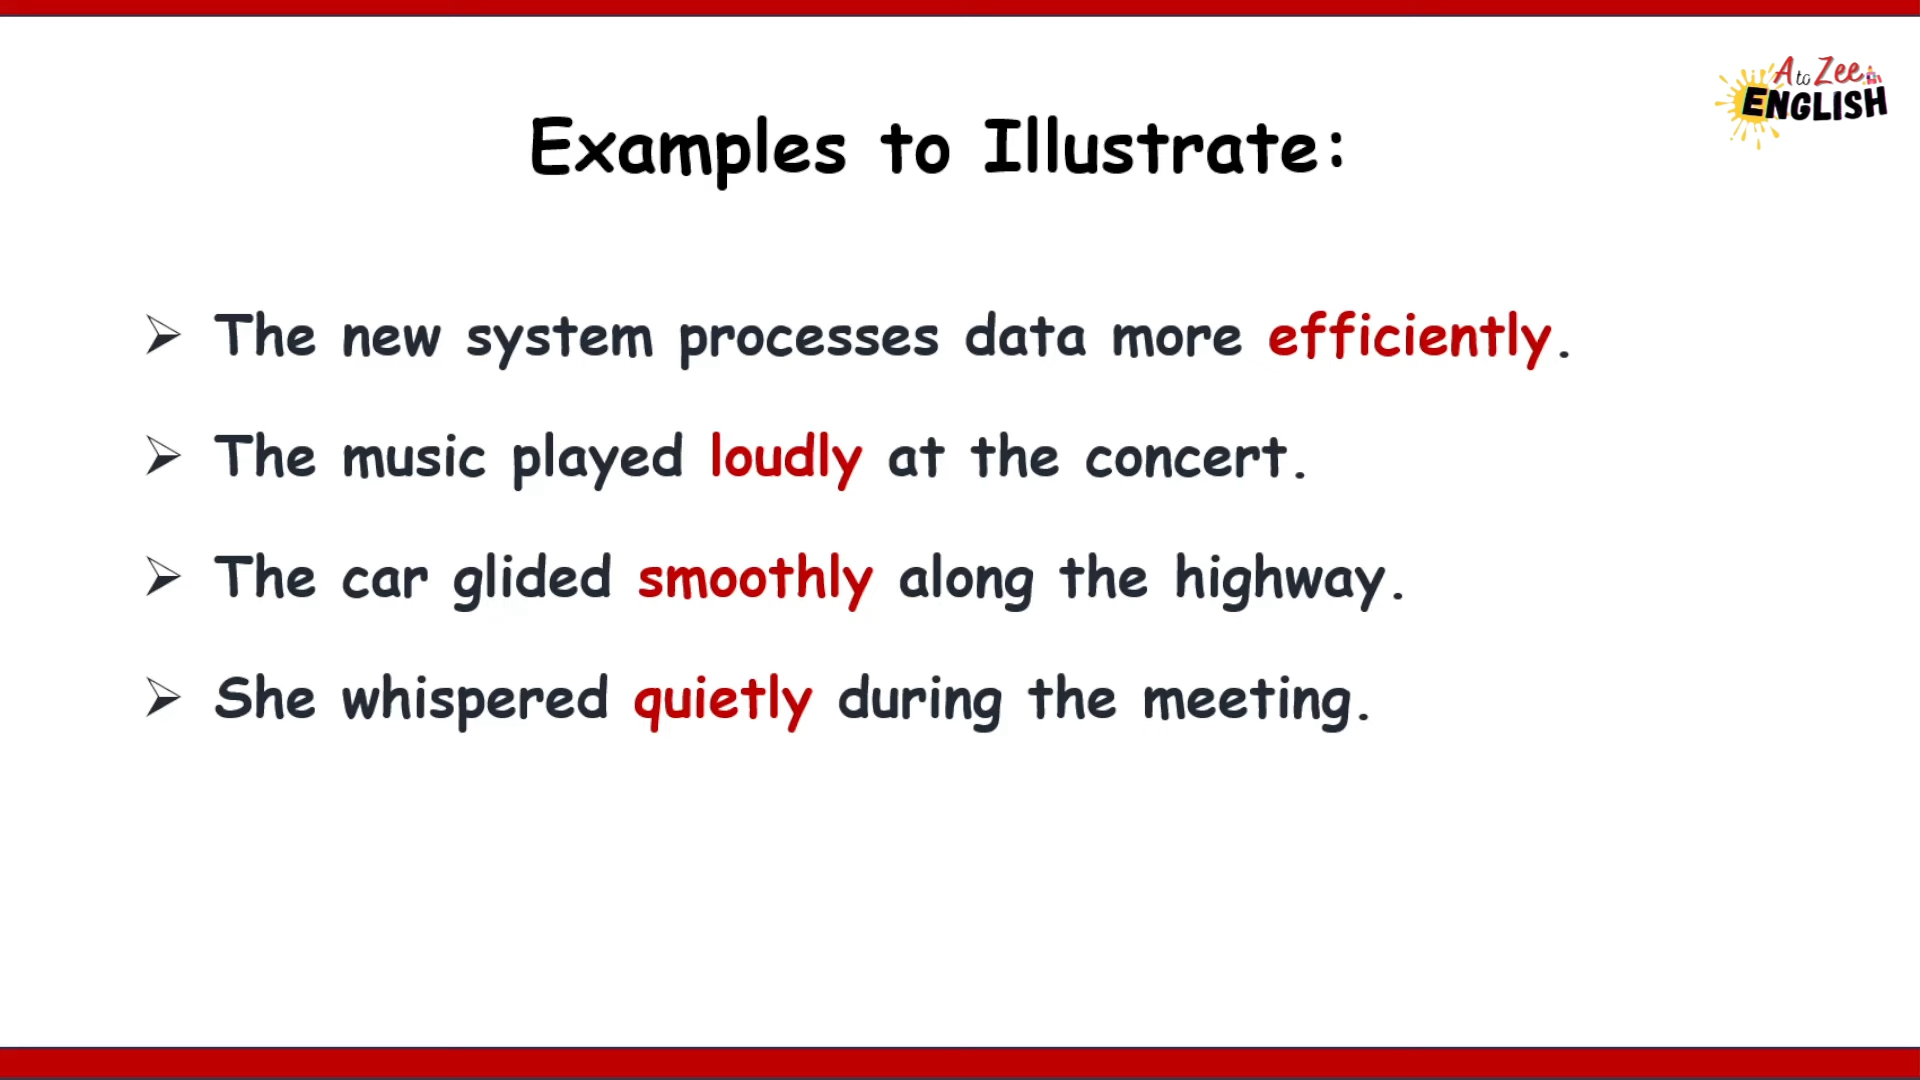 A to Zee
ENGLISH
Examples to Illustrate:
➢ The new system processes data more efficiently.
➢ The music played loudly at the concert.
➢ The car glided smoothly along the highway.
➢ She whispered quietly during the meeting.